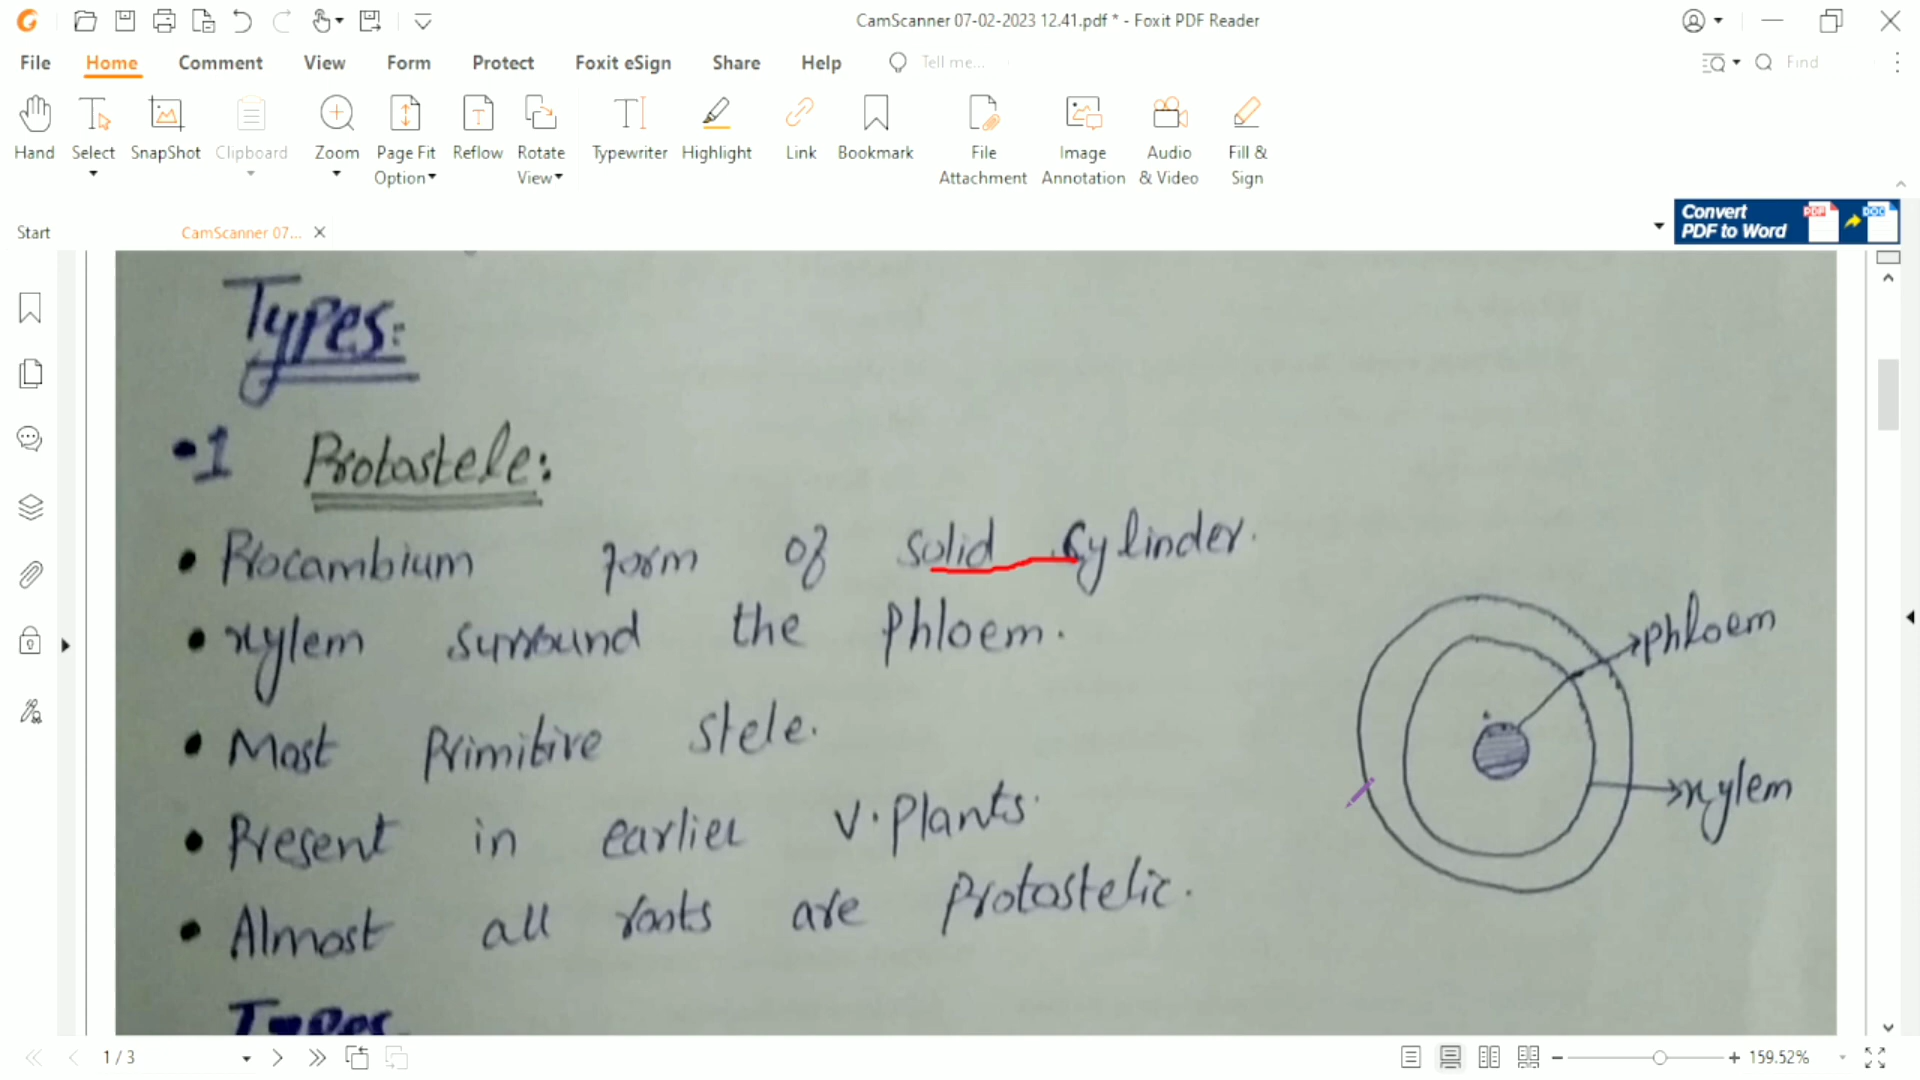 CamScanner 07-02-2023 12.41.pdf * - Foxit PDF Reader
File Home Comment View Form Protect Foxit eSign Share Help Tell me... Find
Hand Select SnapShot Clipboard Zoom Page Fit Option Reflow Rotate View Typewriter Highlight Link Bookmark File Attachment Image Annotation Audio & Video Fill & Sign
Start CamScanner 07... Convert PDF to Word
Types:
•1 Protostele:
• Procambium form of solid cylinder.
• xylem surround the Phloem.
• Most Primitive stele.
• Present in earlier v.plants.
• Almost all roots are Protostelic.
phloem
xylem
Types
1 / 3 159.52%